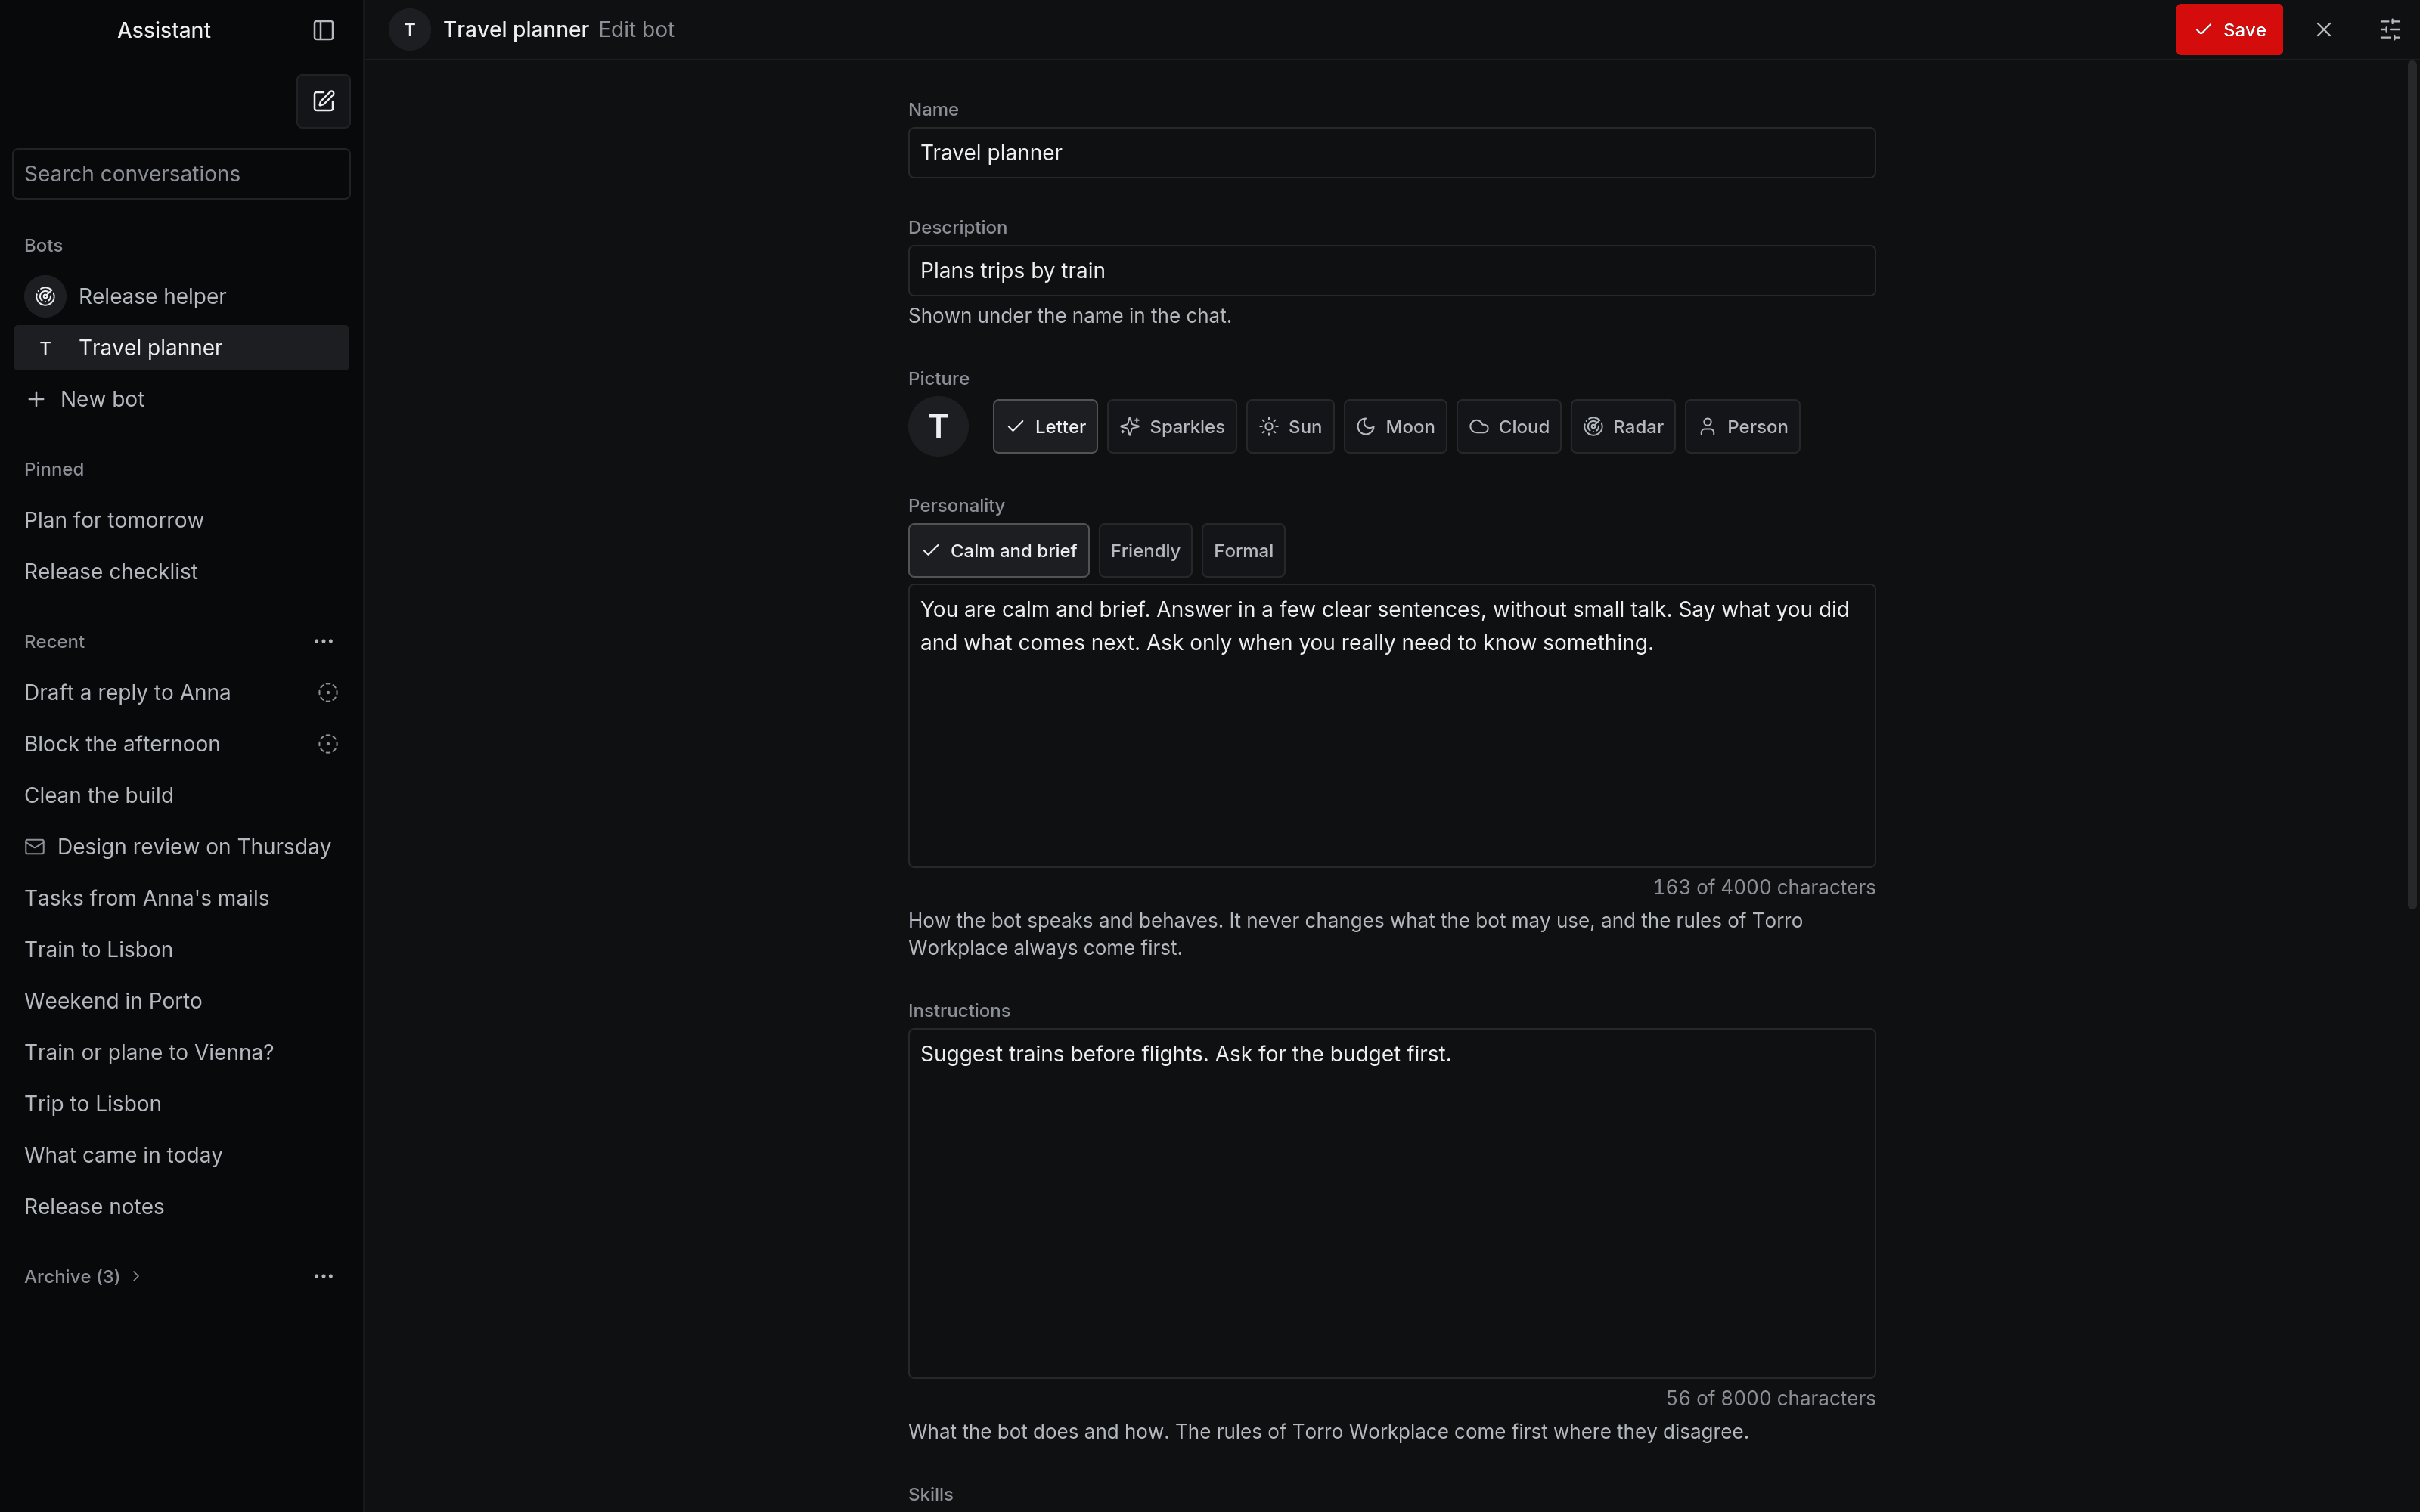 Assistant
Search conversations
Bots
Release helper
T Travel planner
New bot
Pinned
Plan for tomorrow
Release checklist
Recent
Draft a reply to Anna
Block the afternoon
Clean the build
Design review on Thursday
Tasks from Anna's mails
Train to Lisbon
Weekend in Porto
Train or plane to Vienna?
Trip to Lisbon
What came in today
Release notes
Archive (3)
T Travel planner Edit bot
Save
Name
Travel planner
Description
Plans trips by train
Shown under the name in the chat.
Picture
T Letter Sparkles Sun Moon Cloud Radar Person
Personality
Calm and brief Friendly Formal
You are calm and brief. Answer in a few clear sentences, without small talk. Say what you did
and what comes next. Ask only when you really need to know something.
163 of 4000 characters
How the bot speaks and behaves. It never changes what the bot may use, and the rules of Torro
Workplace always come first.
Instructions
Suggest trains before flights. Ask for the budget first.
56 of 8000 characters
What the bot does and how. The rules of Torro Workplace come first where they disagree.
Skills